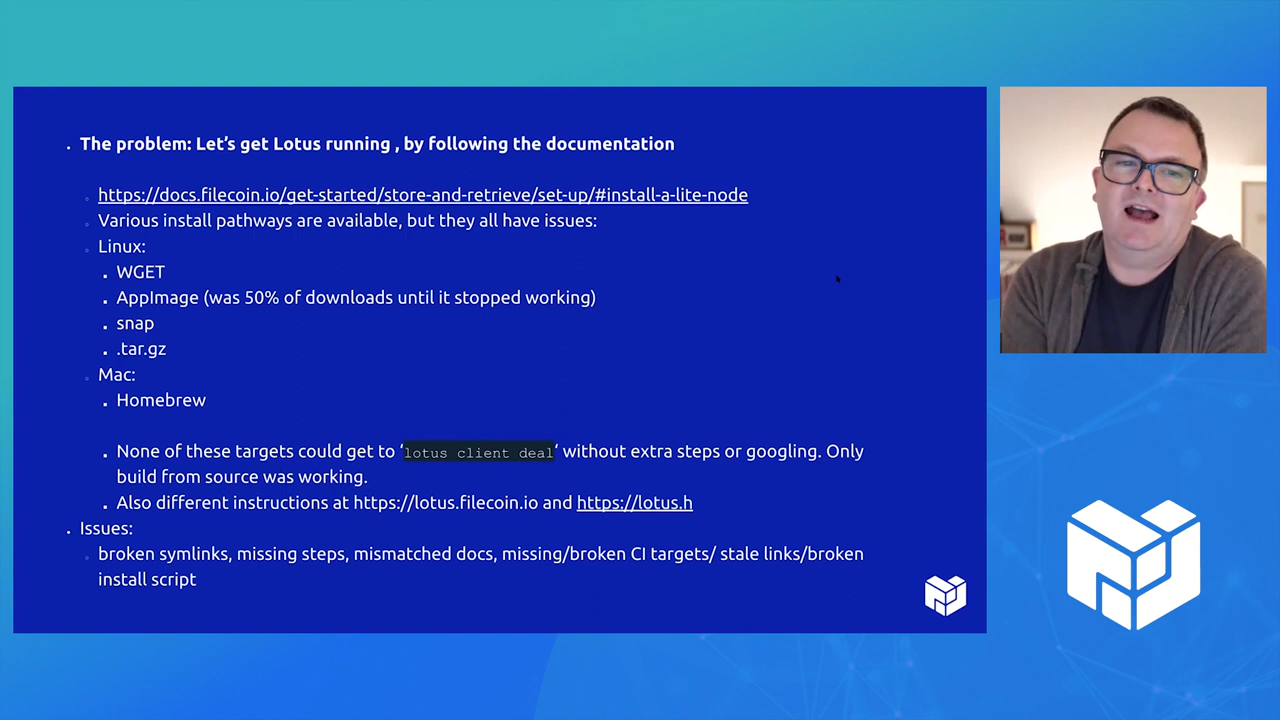 The problem: Let's get Lotus running , by following the documentation
https://docs.filecoin.io/get-started/store-and-retrieve/set-up/#install-a-lite-node
Various install pathways are available, but they all have issues:
Linux:
WGET
AppImage (was 50% of downloads until it stopped working)
snap
.tar.gz
Mac:
Homebrew
None of these targets could get to ‘lotus client deal‘ without extra steps or googling. Only
build from source was working.
Also different instructions at https://lotus.filecoin.io and https://lotus.h
Issues:
broken symlinks, missing steps, mismatched docs, missing/broken CI targets/ stale links/broken
install script